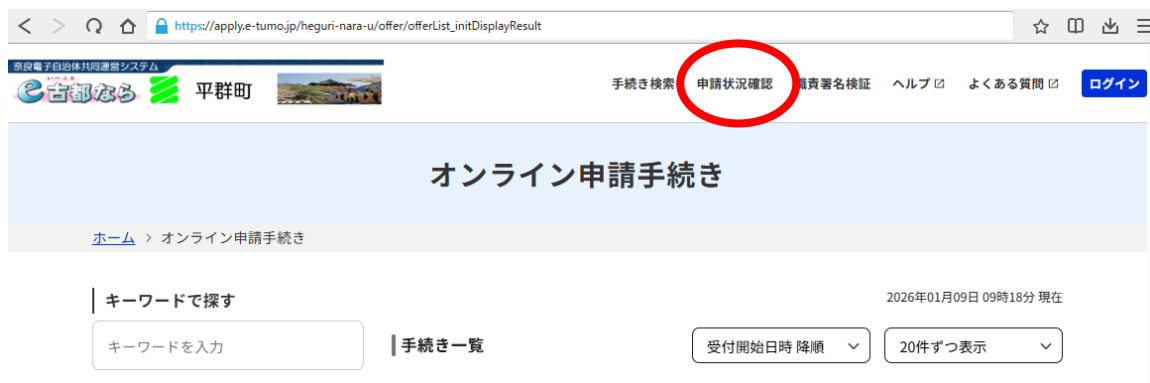 https://apply.e-tumo.jp/heguri-nara-u/offer/offerList_initDisplayResult
奈良電子自治体共同運営システム
e古都なら 平群町
手続き検索 申請状況確認 職責署名検証 ヘルプ よくある質問 ログイン
オンライン申請手続き
ホーム > オンライン申請手続き
キーワードで探す
2026年01月09日 09時18分 現在
キーワードを入力
手続き一覧
受付開始日時 降順
20件ずつ表示